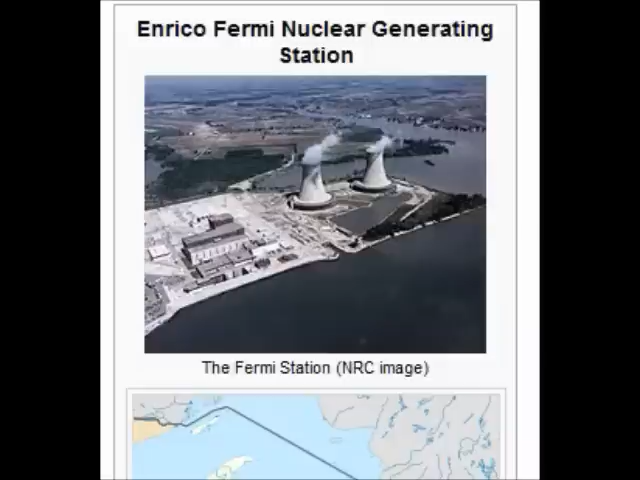 Enrico Fermi Nuclear Generating
Station
The Fermi Station (NRC image)